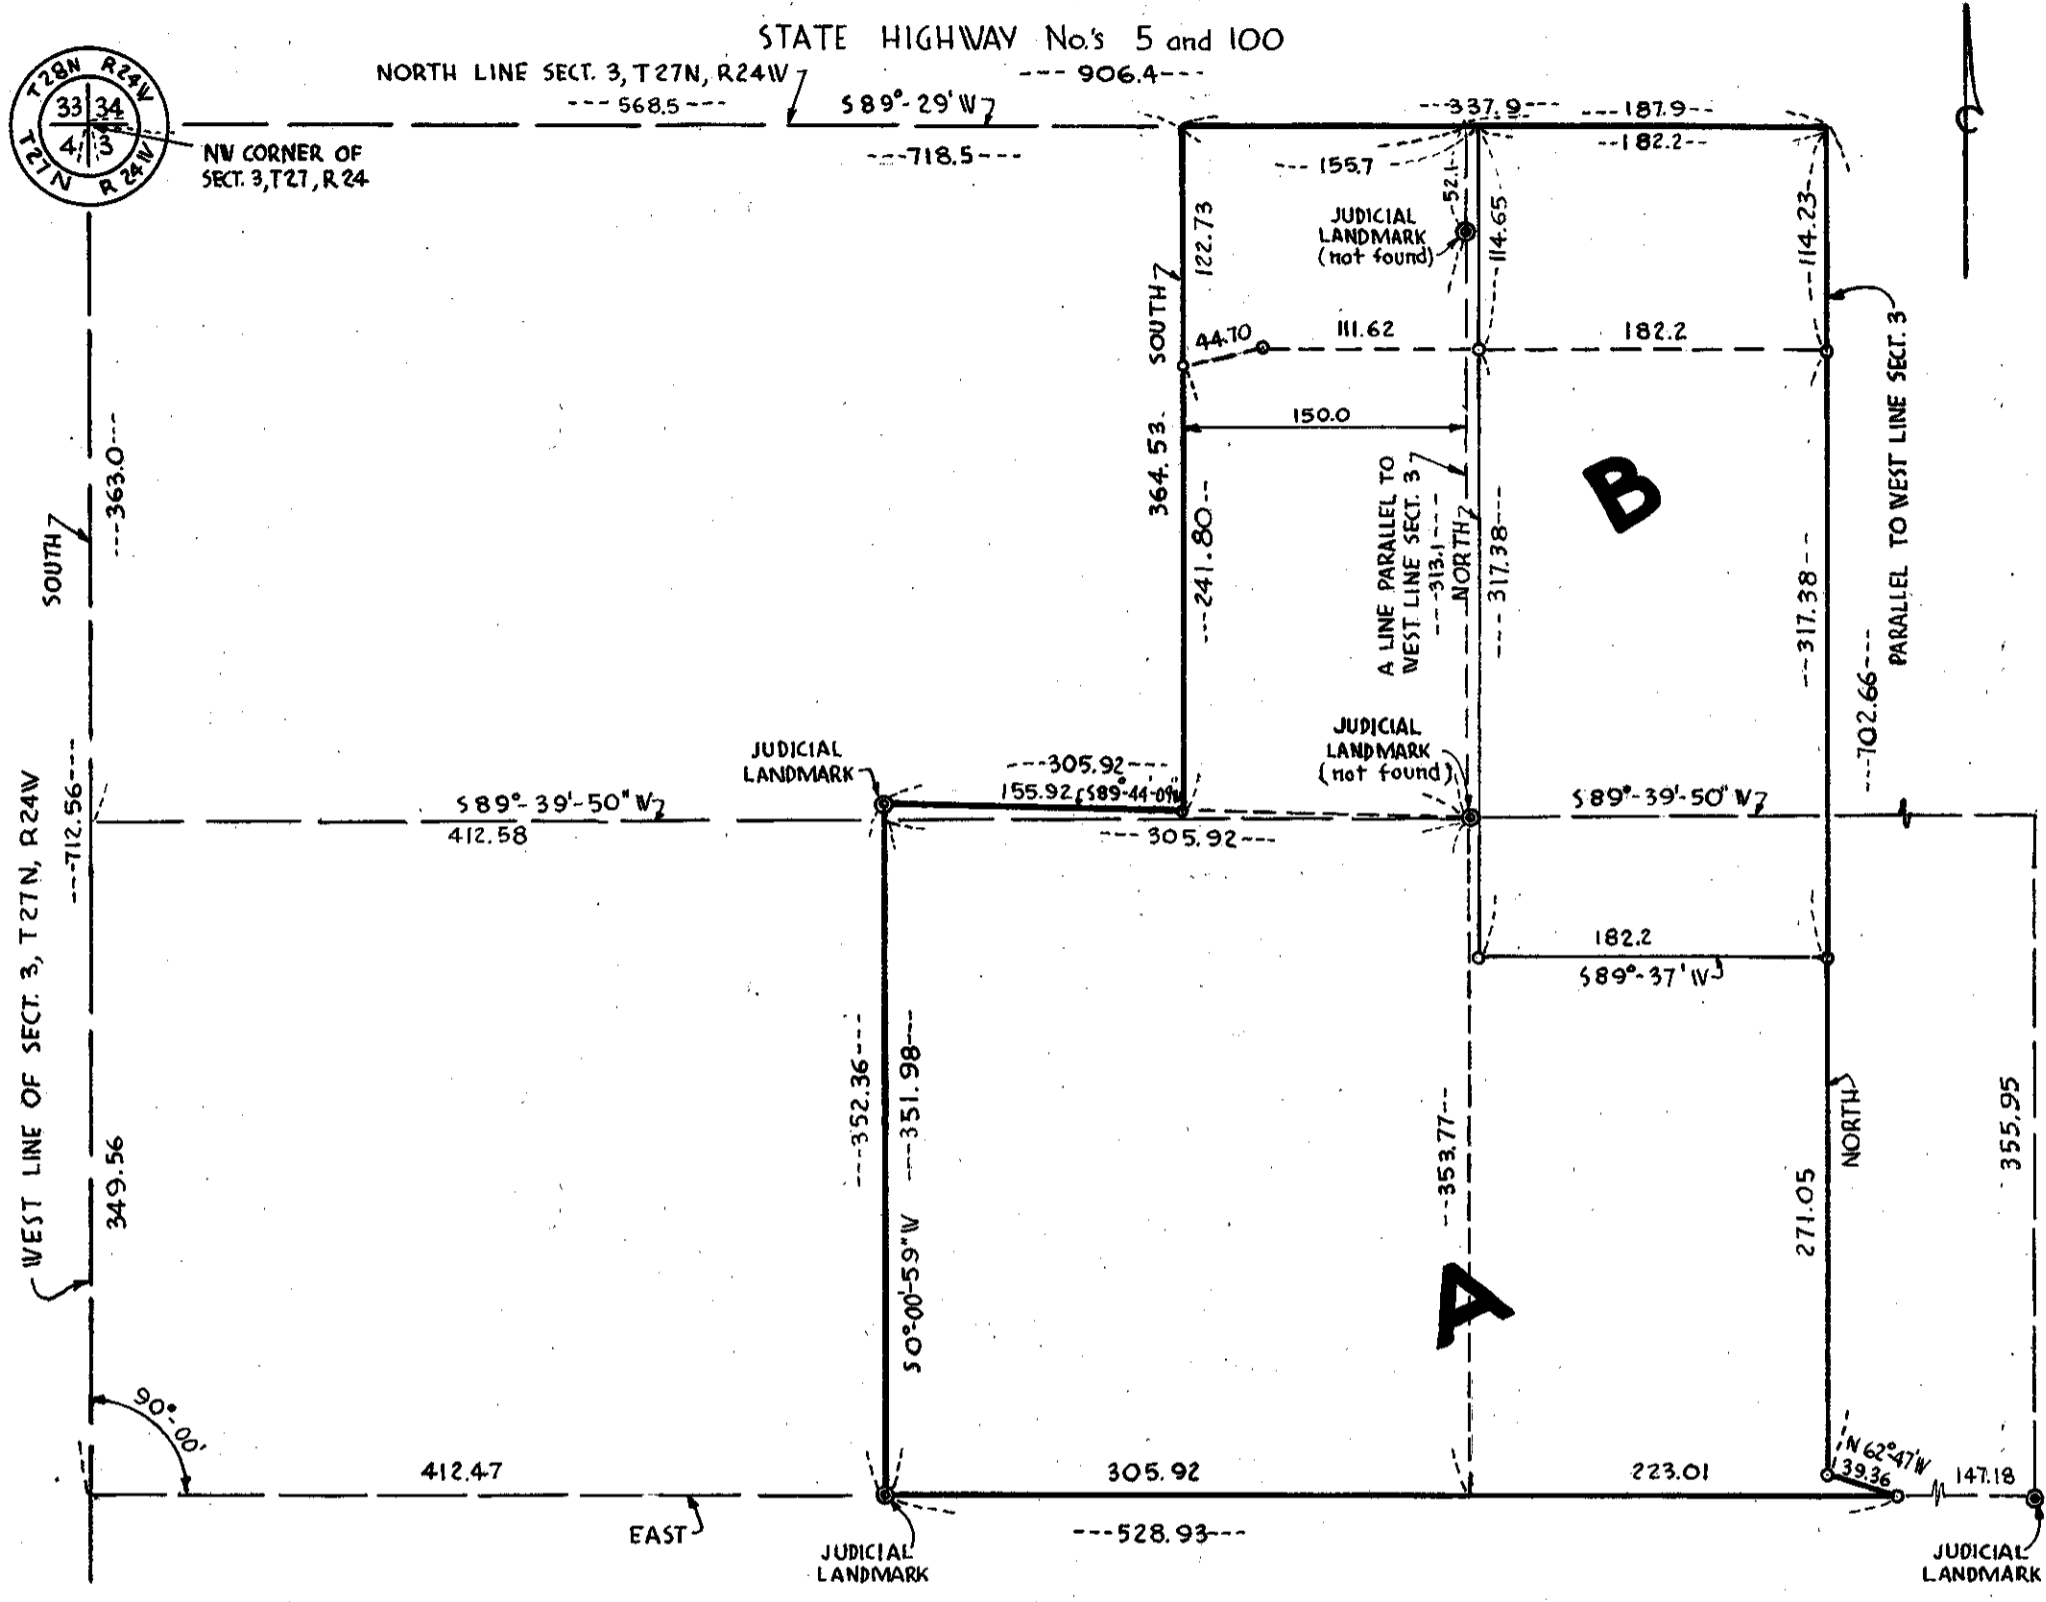 STATE HIGHWAY No.'s 5 and 100
NORTH LINE SECT. 3, T27N, R24W
--- 906.4---
--- 568.5 ---
S 89°-29' W
---337.9---
---187.9---
T28N R24W
33 34
4 3
T27N R24W
NW CORNER OF
SECT. 3, T27, R24
---718.5---
--- 155.7
--182.2--
--52.1--
JUDICIAL
LANDMARK
(not found)
122.73
--114.65
--114.23--
SOUTH
44.70
111.62
182.2
150.0
364.53
---241.80--
A LINE PARALLEL TO
WEST LINE SECT. 3
---313.1----
NORTH
----317.38---
B
---317.38--
PARALLEL TO WEST LINE SECT. 3
----702.66---
SOUTH
---363.0---
---712.56---
WEST LINE OF SECT. 3, T27N, R24W
349.56
JUDICIAL
LANDMARK
---305.92---
155.92
S89°-44'-09"W
JUDICIAL
LANDMARK
(not found)
S 89°-39'-50" W
412.58
---305.92---
S 89°-39'-50" W
182.2
S 89°-37' W
---352.36---
---351.98---
S 0°-00'-59" W
---353.77--
A
NORTH
271.05
355.95
90°-00'
412.47
305.92
223.01
N 62°-47' W
39.36
147.18
EAST
---528.93---
JUDICIAL
LANDMARK
JUDICIAL
LANDMARK